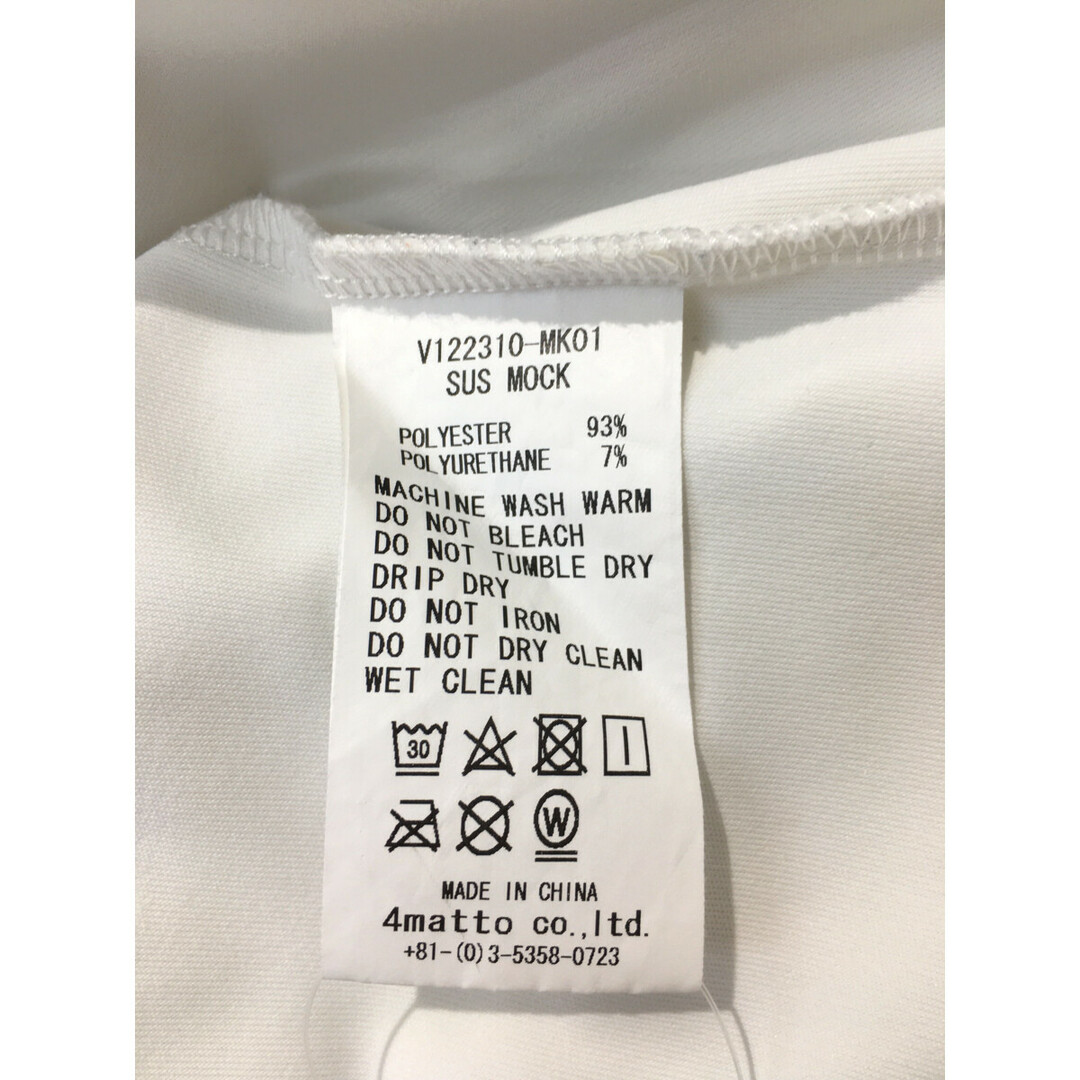 V122310-MK01
SUS MOCK
POLYESTER 93%
POLYURETHANE 7%
MACHINE WASH WARM
DO NOT BLEACH
DO NOT TUMBLE DRY
DRIP DRY
DO NOT IRON
DO NOT DRY CLEAN
WET CLEAN
30
W
MADE IN CHINA
4matto co.,ltd.
+81-(0)3-5358-0723